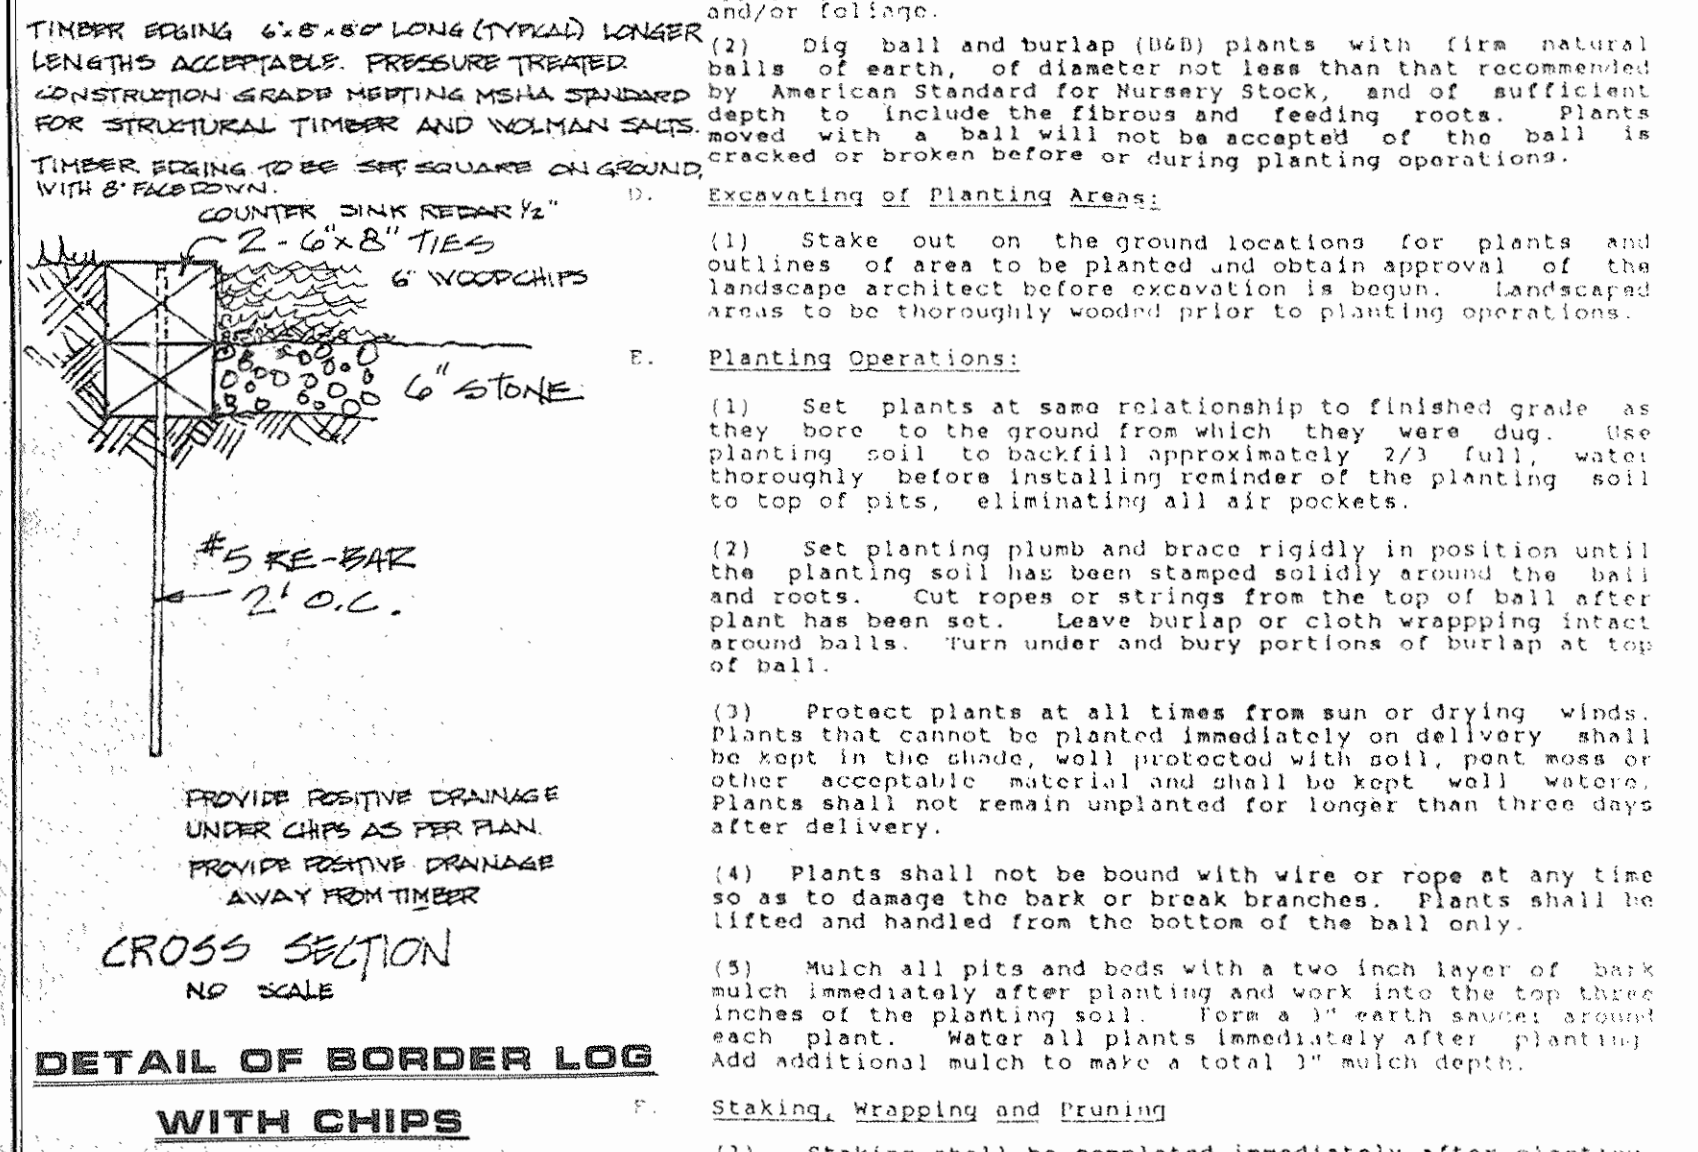 TIMBER EDGING 6"x8"x8'0" LONG (TYPICAL) LONGER
LENGTHS ACCEPTABLE. PRESSURE TREATED.
CONSTRUCTION GRADE MEETING MSHA STANDARD
FOR STRUCTURAL TIMBER AND WOLMAN SALTS.
TIMBER EDGING TO BE SET SQUARE ON GROUND,
WITH 8" FACE DOWN.
COUNTER SINK REBAR 1/2"
2 - 6"x8" TIES
6" WOODCHIPS
6" STONE
#5 RE-BAR
2' O.C.
PROVIDE POSITIVE DRAINAGE
UNDER CHIPS AS PER PLAN.
PROVIDE POSITIVE DRAINAGE
AWAY FROM TIMBER
CROSS SECTION
NO SCALE
DETAIL OF BORDER LOG
WITH CHIPS
and/or foliage.
(2) Dig ball and burlap (B&B) plants with firm natural
balls of earth, of diameter not less than that recommended
by American Standard for Nursery Stock, and of sufficient
depth to include the fibrous and feeding roots. Plants
moved with a ball will not be accepted of the ball is
cracked or broken before or during planting operations.
D. Excavating of Planting Areas:
(1) Stake out on the ground locations for plants and
outlines of area to be planted and obtain approval of the
landscape architect before excavation is begun. Landscaped
areas to be thoroughly wooded prior to planting operations.
E. Planting Operations:
(1) Set plants at same relationship to finished grade as
they bore to the ground from which they were dug. Use
planting soil to backfill approximately 2/3 full, water
thoroughly before installing reminder of the planting soil
to top of pits, eliminating all air pockets.
(2) Set planting plumb and brace rigidly in position until
the planting soil has been stamped solidly around the ball
and roots. Cut ropes or strings from the top of ball after
plant has been set. Leave burlap or cloth wrappping intact
around balls. Turn under and bury portions of burlap at top
of ball.
(3) Protect plants at all times from sun or drying winds.
Plants that cannot be planted immediately on delivery shall
be kept in the shade, well protected with soil, peat moss or
other acceptable material and shall be kept well watere.
Plants shall not remain unplanted for longer than three days
after delivery.
(4) Plants shall not be bound with wire or rope at any time
so as to damage the bark or break branches. Plants shall be
lifted and handled from the bottom of the ball only.
(5) Mulch all pits and beds with a two inch layer of bark
mulch immediately after planting and work into the top three
inches of the planting soil. Form a 3" earth saucer around
each plant. Water all plants immediately after planting
Add additional mulch to make a total 3" mulch depth.
F. Staking, Wrapping and Pruning
(1) Staking shall be completed immediately after planting.